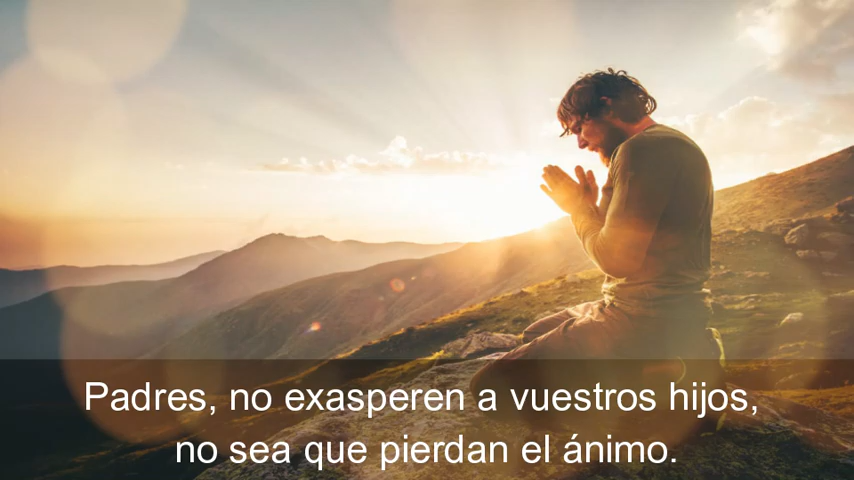 Padres, no exasperen a vuestros hijos,
no sea que pierdan el ánimo.